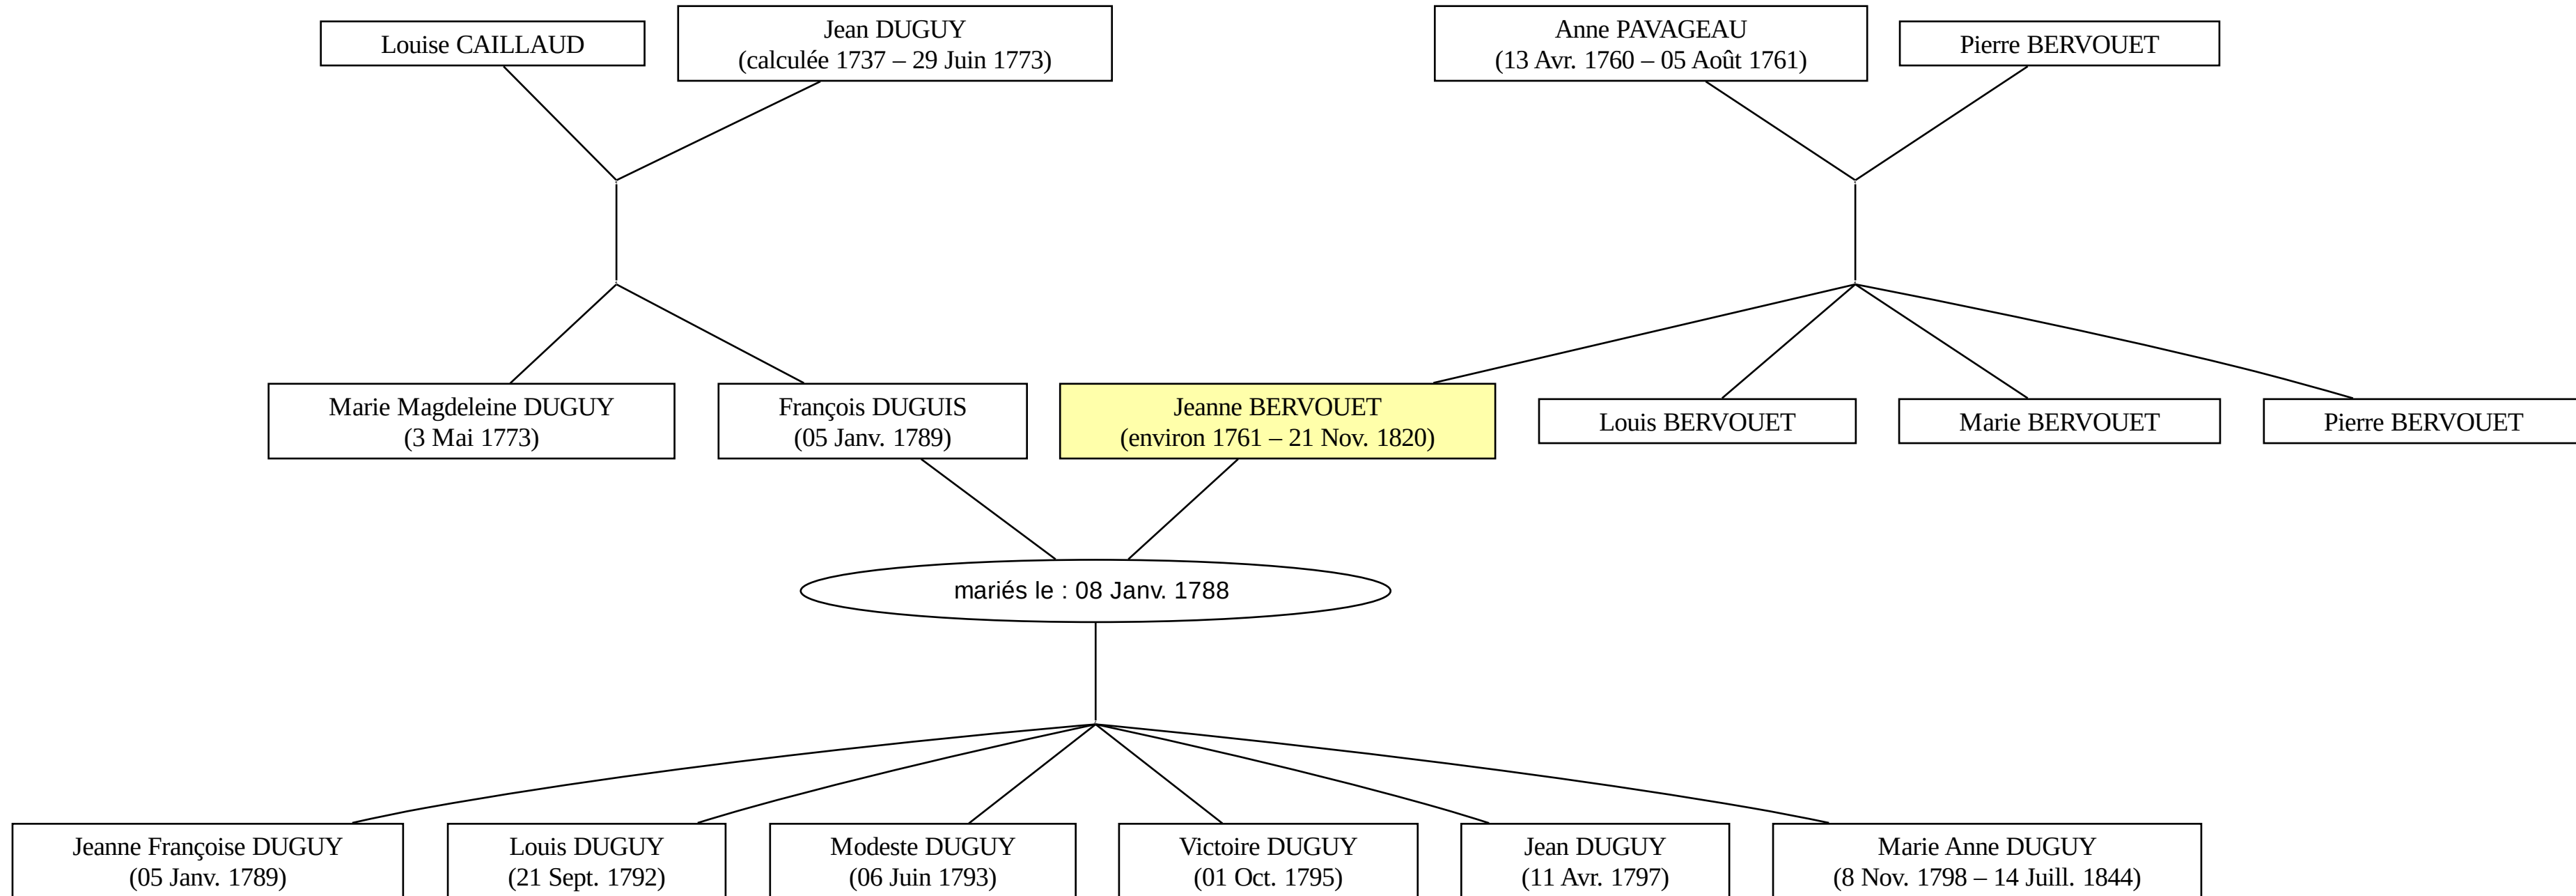 Louise CAILLAUD
Jean DUGUY
(calculée 1737 – 29 Juin 1773)
Anne PAVAGEAU
(13 Avr. 1760 – 05 Août 1761)
Pierre BERVOUET
Marie Magdeleine DUGUY
(3 Mai 1773)
François DUGUIS
(05 Janv. 1789)
Jeanne BERVOUET
(environ 1761 – 21 Nov. 1820)
Louis BERVOUET
Marie BERVOUET
Pierre BERVOUET
mariés le : 08 Janv. 1788
Jeanne Françoise DUGUY
(05 Janv. 1789)
Louis DUGUY
(21 Sept. 1792)
Modeste DUGUY
(06 Juin 1793)
Victoire DUGUY
(01 Oct. 1795)
Jean DUGUY
(11 Avr. 1797)
Marie Anne DUGUY
(8 Nov. 1798 – 14 Juill. 1844)